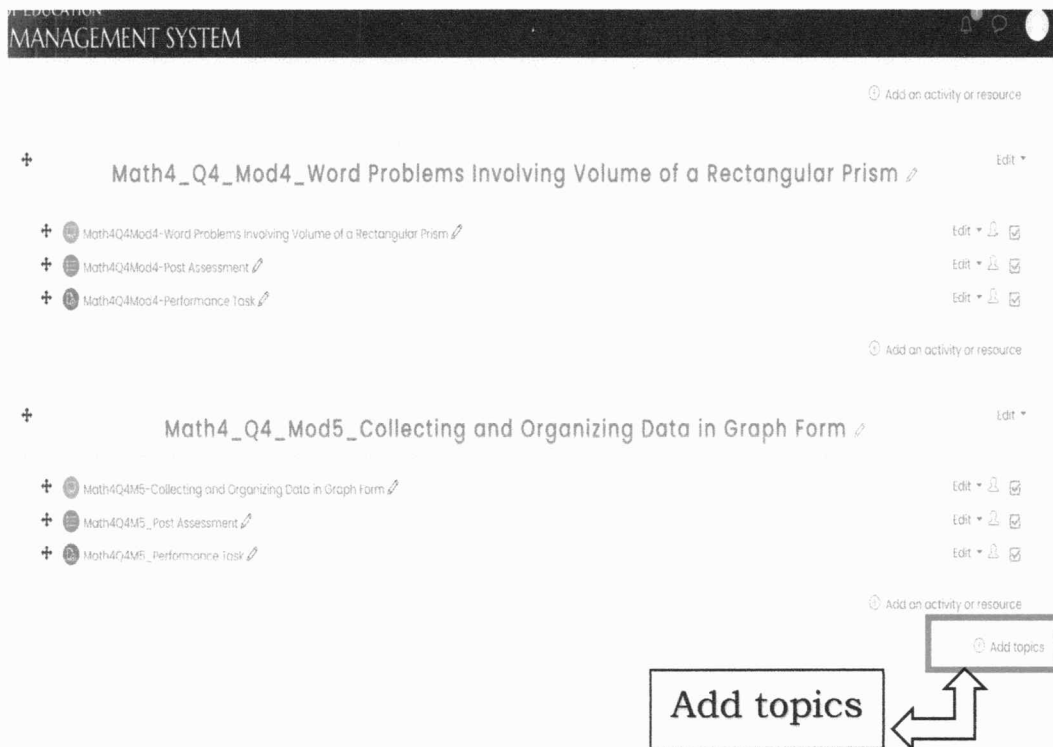 OF EDUCATION
MANAGEMENT SYSTEM
Add an activity or resource
Edit
Math4_Q4_Mod4_Word Problems Involving Volume of a Rectangular Prism
Math4Q4Mod4-Word Problems Involving Volume of a Rectangular Prism Edit
Math4Q4Mod4-Post Assessment Edit
Math4Q4Mod4-Performance Task Edit
Add an activity or resource
Edit
Math4_Q4_Mod5_Collecting and Organizing Data in Graph Form
Math4Q4M5-Collecting and Organizing Data in Graph Form Edit
Math4Q4M5_Post Assessment Edit
Math4Q4M5_Performance Task Edit
Add an activity or resource
Add topics
Add topics